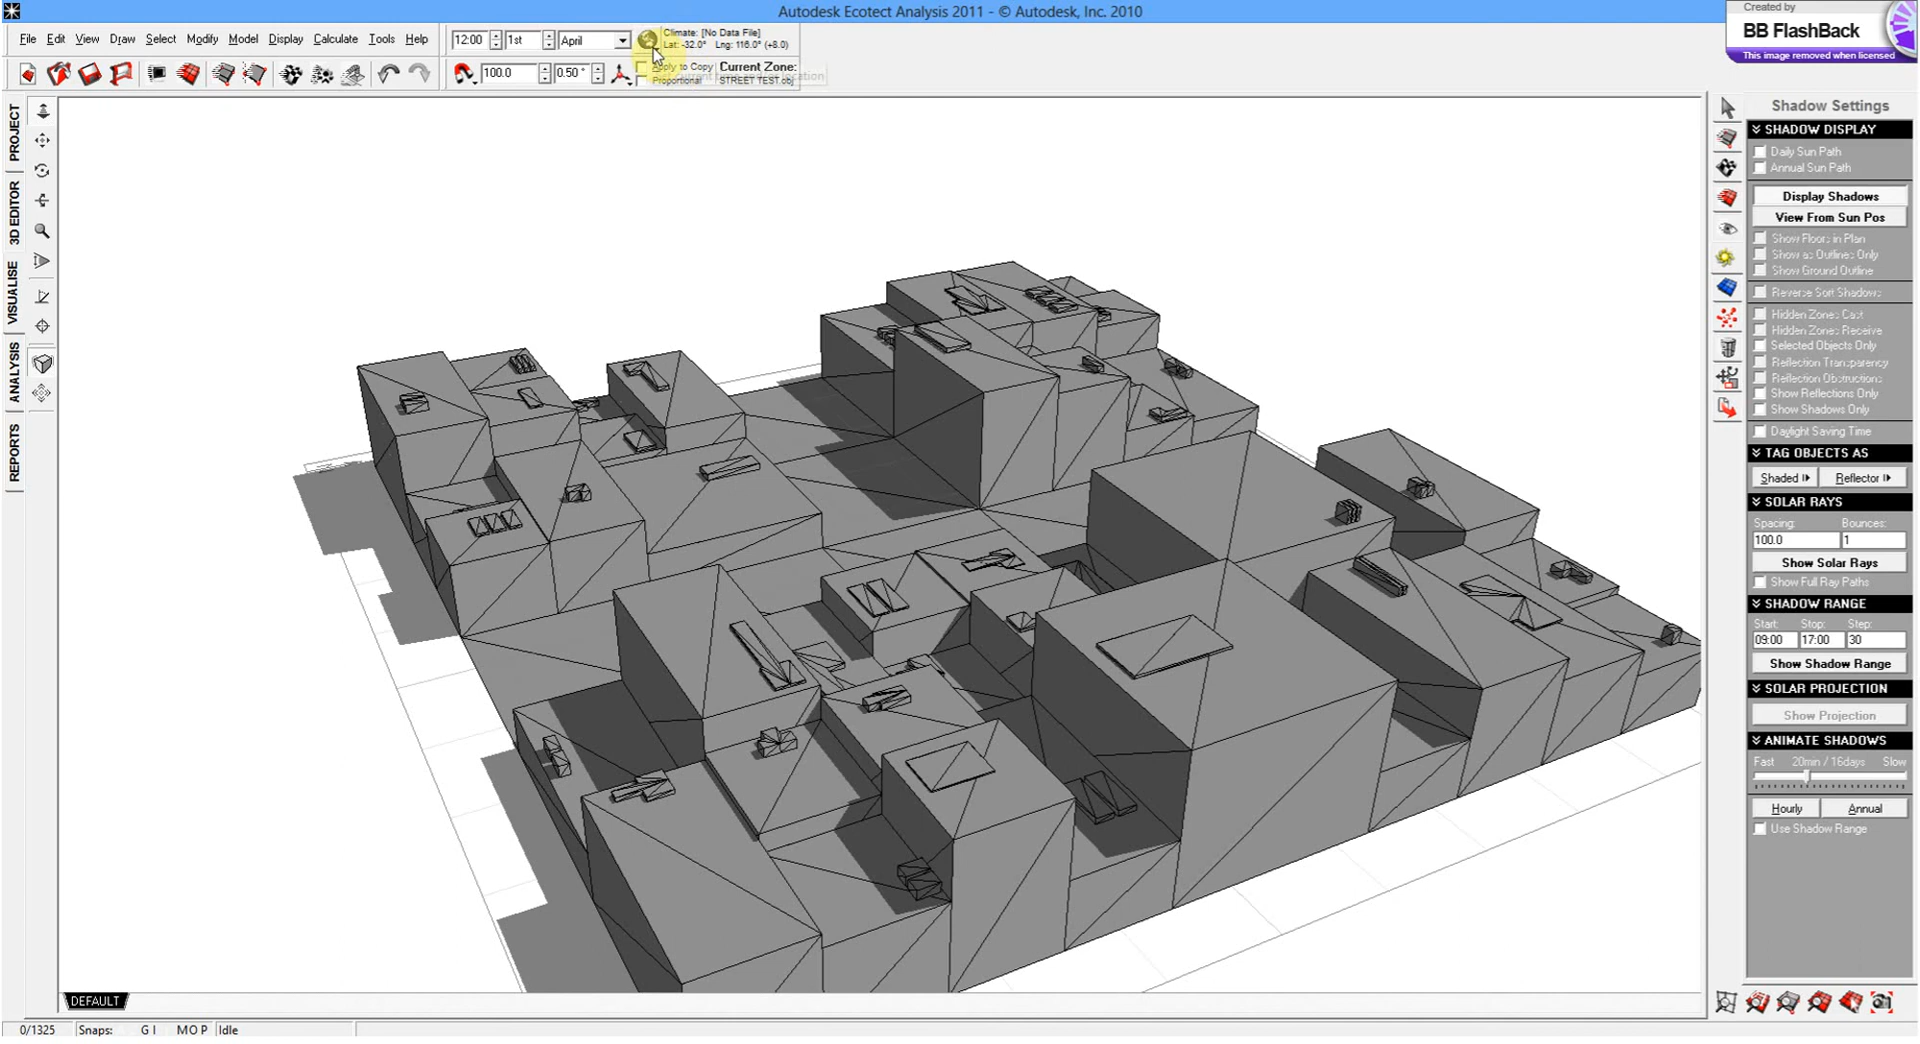 Autodesk Ecotect Analysis 2011 - © Autodesk, Inc. 2010
Created by
BB FlashBack
This image removed when licensed
File Edit View Draw Select Modify Model Display Calculate Tools Help
12:00 1st April
Climate: [No Data File]
Lat: -32.0° Lng: 116.0° (+8.0)
100.0 0.50°
Apply to Copy Current Zone:
Proportional STREET TEST.obj
PROJECT
3D EDITOR
VISUALISE
ANALYSIS
REPORTS
Shadow Settings
SHADOW DISPLAY
Daily Sun Path
Annual Sun Path
Display Shadows
View From Sun Pos
Show Floors in Plan
Show as Outlines Only
Show Ground Outline
Reverse Sort Shadows
Hidden Zones Cast
Hidden Zones Receive
Selected Objects Only
Reflection Transparency
Reflection Obstructions
Show Reflections Only
Show Shadows Only
Daylight Saving Time
TAG OBJECTS AS
Shaded Reflector
SOLAR RAYS
Spacing: Bounces:
100.0 1
Show Solar Rays
Show Full Ray Paths
SHADOW RANGE
Start: Stop: Step:
09:00 17:00 30
Show Shadow Range
SOLAR PROJECTION
Show Projection
ANIMATE SHADOWS
Fast 20min / 16days Slow
Hourly Annual
Use Shadow Range
DEFAULT
0/1325 Snaps: G I M O P Idle